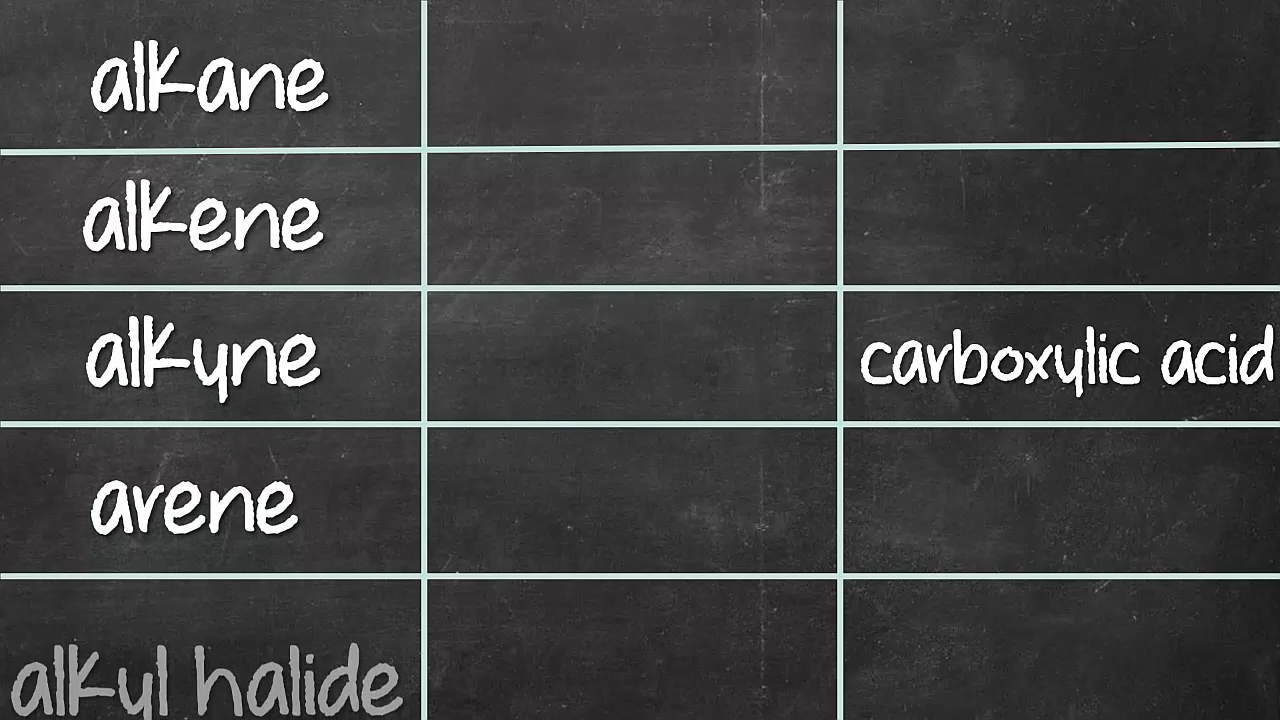 alkane
alkene
alkyne
carboxylic acid
arene
alkyl halide